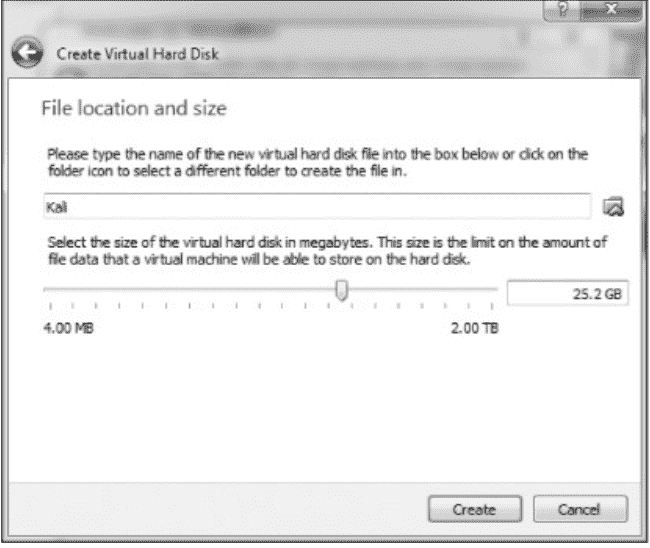 Create Virtual Hard Disk
File location and size
Please type the name of the new virtual hard disk file into the box below or click on the
folder icon to select a different folder to create the file in.
Kali
Select the size of the virtual hard disk in megabytes. This size is the limit on the amount of
file data that a virtual machine will be able to store on the hard disk.
25.2 GB
4.00 MB 2.00 TB
Create Cancel